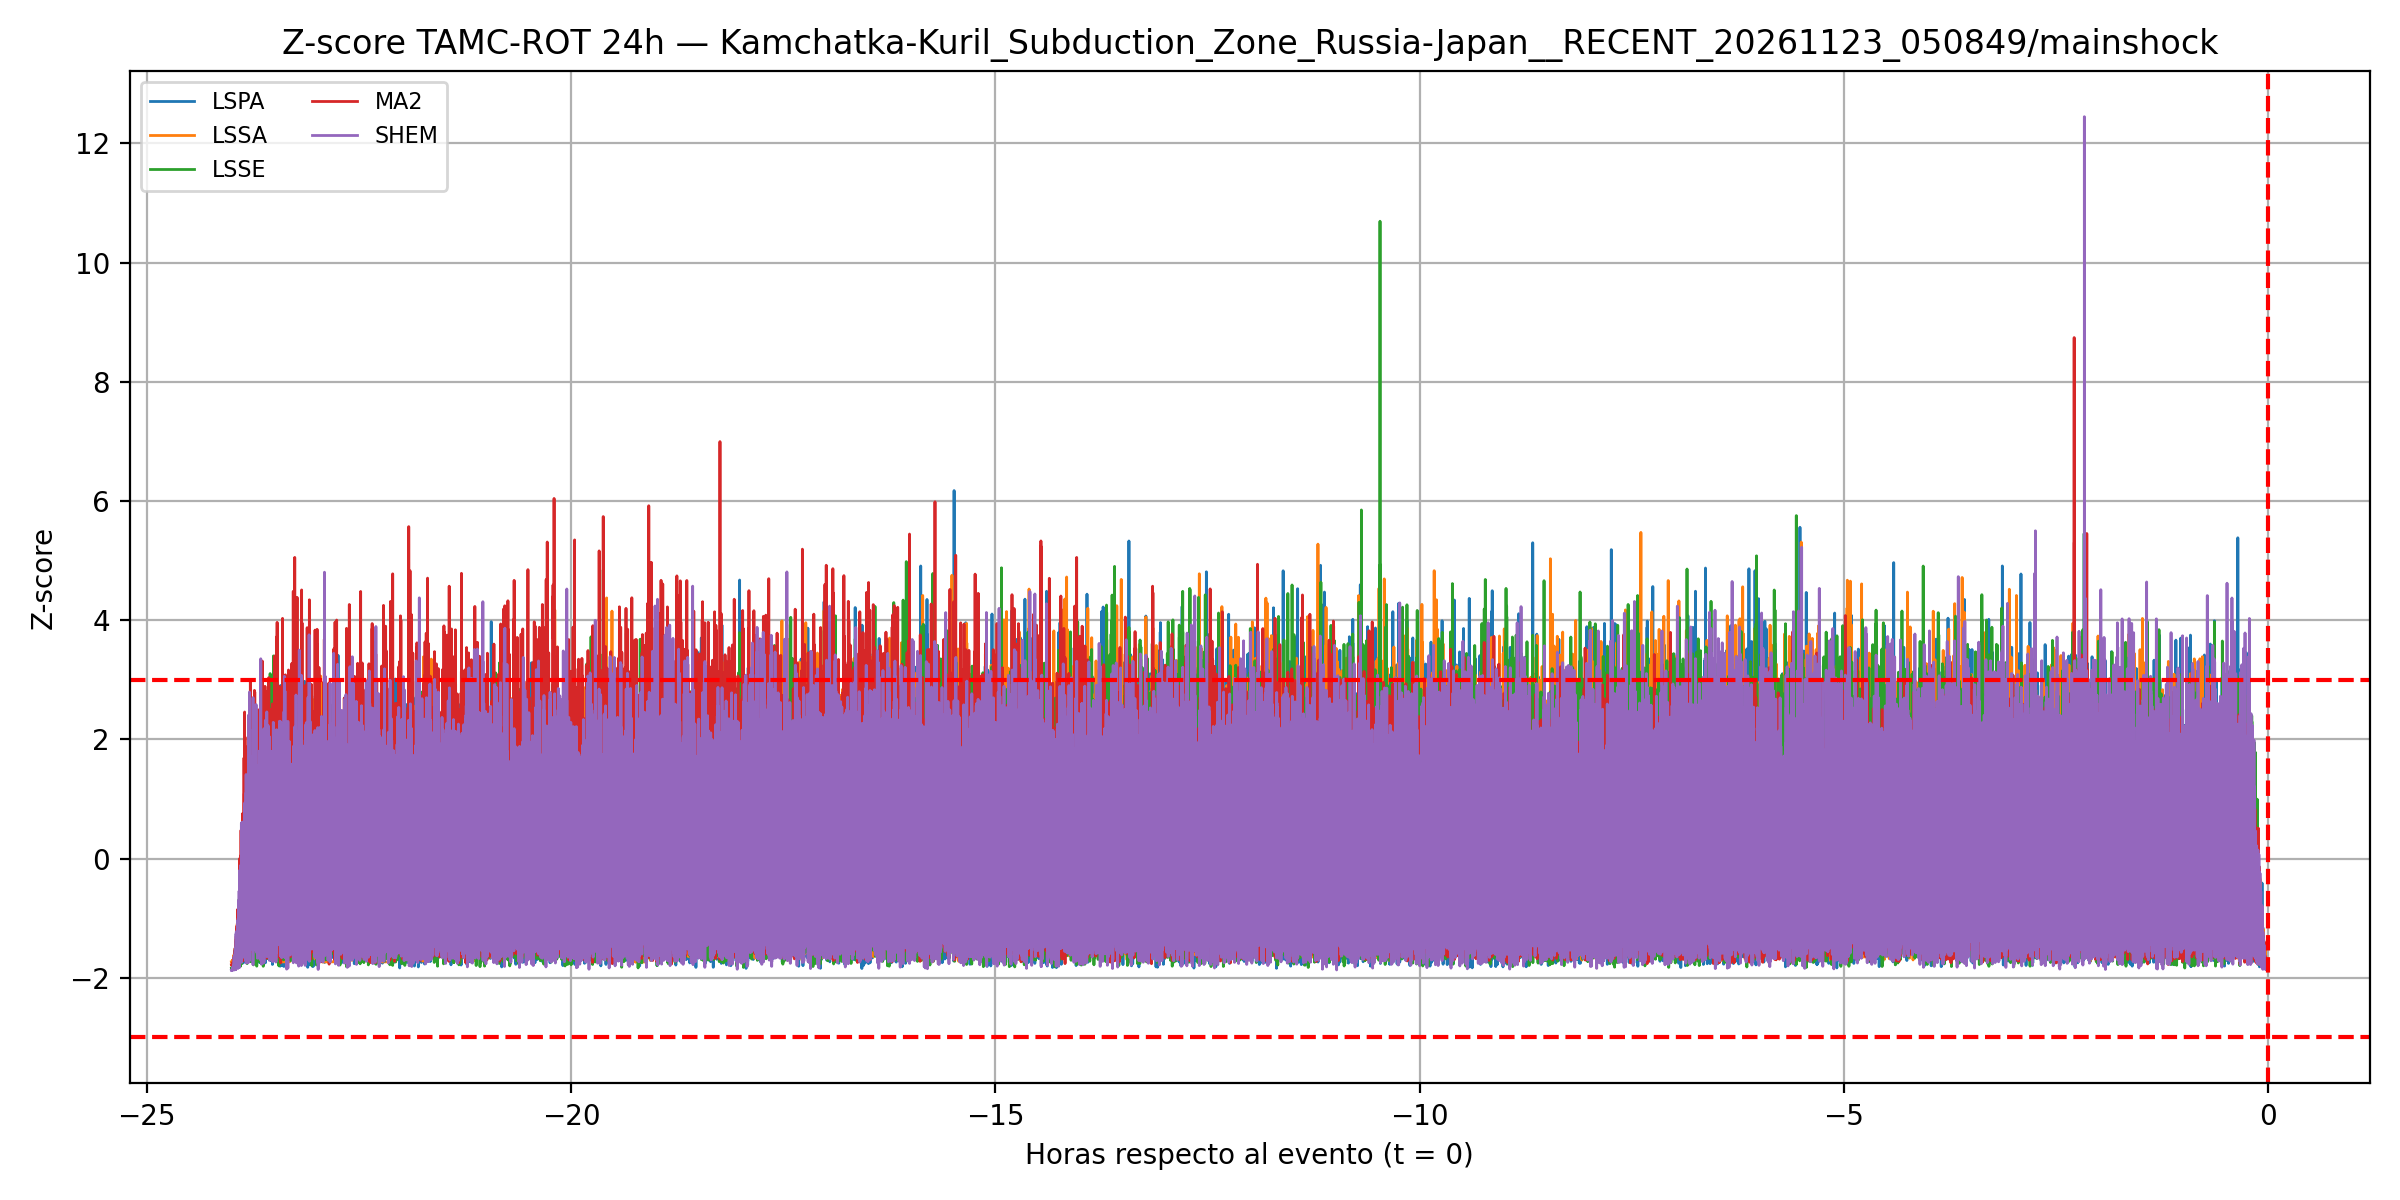 Z-score TAMC-ROT 24h — Kamchatka-Kuril_Subduction_Zone_Russia-Japan__RECENT_20261123_050849/mainshock
LSPA
LSSA
LSSE
MA2
SHEM
Z-score
12
10
8
6
4
2
0
−2
−25
−20
−15
−10
−5
0
Horas respecto al evento (t = 0)